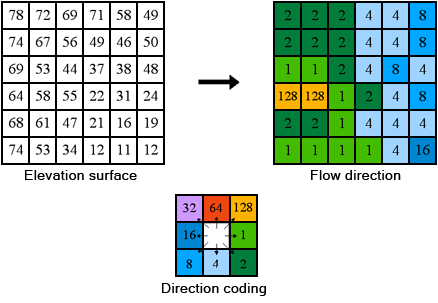 78 72 69 71 58 49 2 2 2 4 4 8
74 67 56 49 46 50 2 2 2 4 4 8
69 53 44 37 38 48 1 1 2 4 8 4
64 58 55 22 31 24 128 128 1 2 4 8
68 61 47 21 16 19 2 2 1 4 4 4
74 53 34 12 11 12 1 1 1 1 4 16
Elevation surface Flow direction
32 64 128
16 1
8 4 2
Direction coding